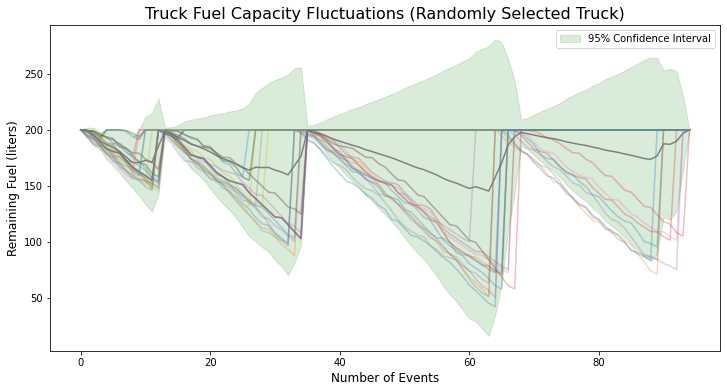 Truck Fuel Capacity Fluctuations (Randomly Selected Truck)
95% Confidence Interval
Remaining Fuel (liters)
250
200
150
100
50
0 20 40 60 80
Number of Events